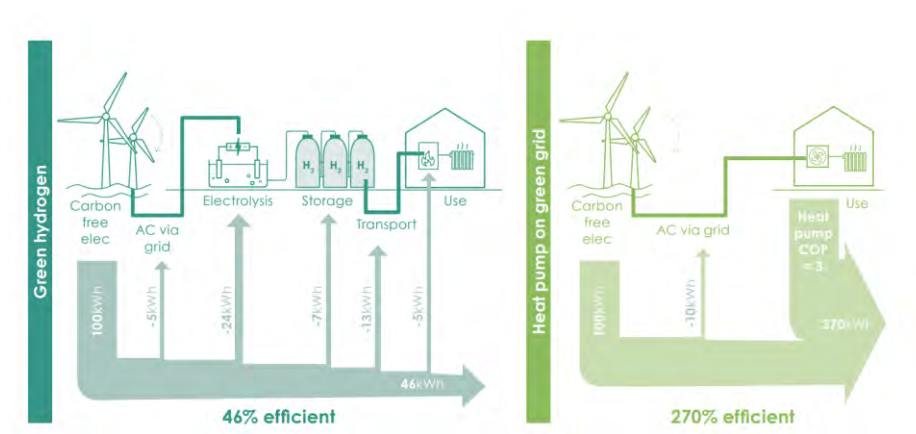 Green hydrogen
H₂
H₂
H₂
Carbon
free
elec
AC via
grid
Electrolysis
Storage
Transport
Use
100kWh
-5kWh
-24kWh
-7kWh
-13kWh
-5kWh
46kWh
46% efficient
Heat pump on green grid
Carbon
free
elec
AC via grid
Use
Heat
pump
COP
= 3
100kWh
-10kWh
370kWh
270% efficient